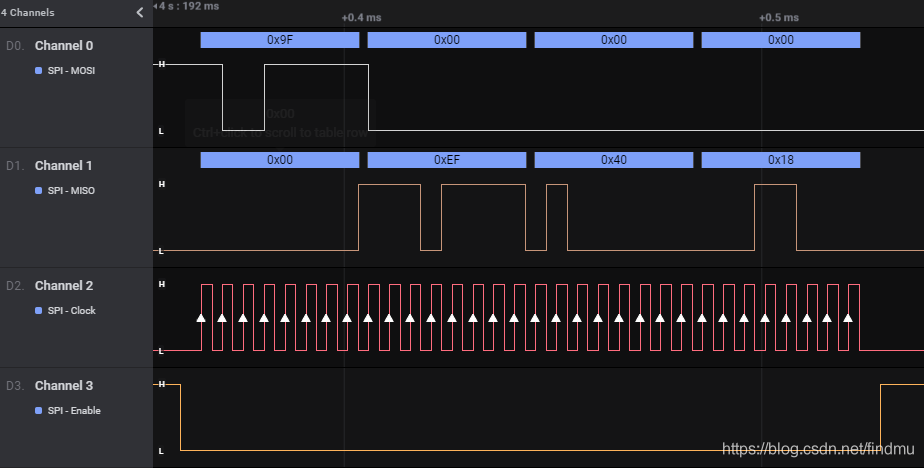 4 Channels
4 s : 192 ms
+0.4 ms
+0.5 ms
D0. Channel 0
SPI - MOSI
H
L
0x9F 0x00 0x00 0x00
0x00
Ctrl+click to scroll to table row
D1. Channel 1
SPI - MISO
H
L
0x00 0xEF 0x40 0x18
D2. Channel 2
SPI - Clock
H
L
D3. Channel 3
SPI - Enable
H
L
https://blog.csdn.net/findmu